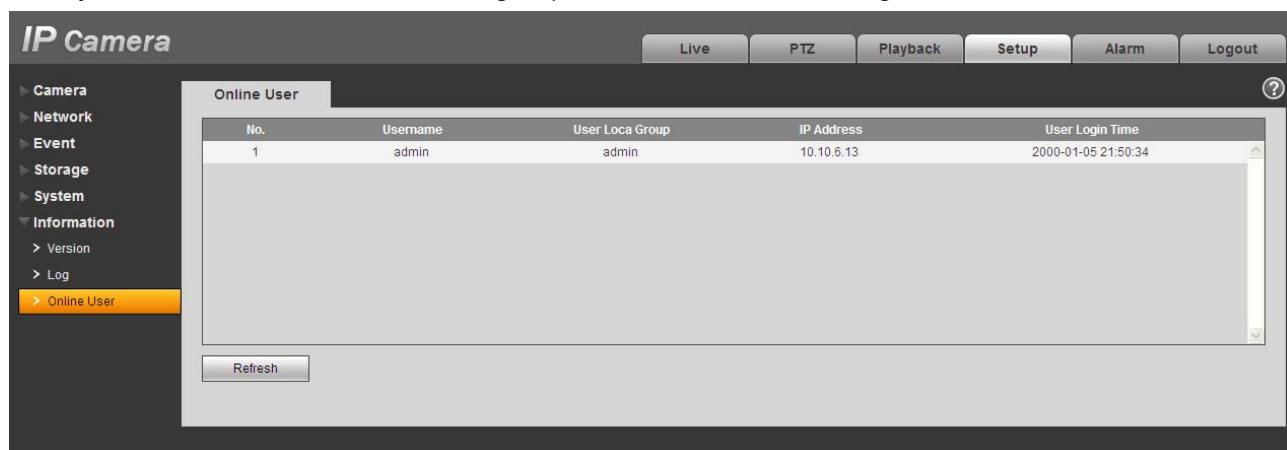 IP Camera
Live PTZ Playback Setup Alarm Logout
Camera
Network
Event
Storage
System
Information
> Version
> Log
> Online User
Online User
?
No. Username User Loca Group IP Address User Login Time
1 admin admin 10.10.6.13 2000-01-05 21:50:34
Refresh